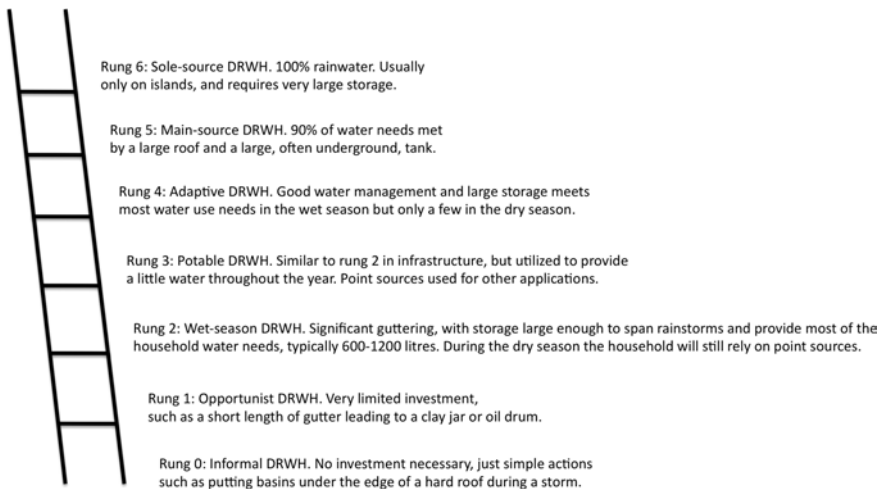 Rung 6: Sole-source DRWH. 100% rainwater. Usually
only on islands, and requires very large storage.
Rung 5: Main-source DRWH. 90% of water needs met
by a large roof and a large, often underground, tank.
Rung 4: Adaptive DRWH. Good water management and large storage meets
most water use needs in the wet season but only a few in the dry season.
Rung 3: Potable DRWH. Similar to rung 2 in infrastructure, but utilized to provide
a little water throughout the year. Point sources used for other applications.
Rung 2: Wet-season DRWH. Significant guttering, with storage large enough to span rainstorms and provide most of the
household water needs, typically 600-1200 litres. During the dry season the household will still rely on point sources.
Rung 1: Opportunist DRWH. Very limited investment,
such as a short length of gutter leading to a clay jar or oil drum.
Rung 0: Informal DRWH. No investment necessary, just simple actions
such as putting basins under the edge of a hard roof during a storm.